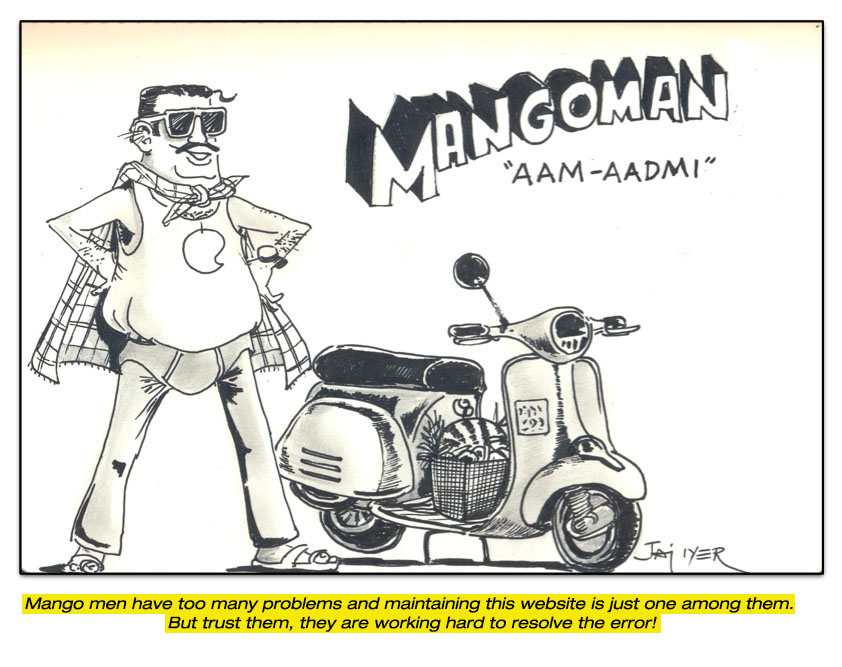 MANGOMAN
"AAM-AADMI"
JAJ IYER
Mango men have too many problems and maintaining this website is just one among them.
But trust them, they are working hard to resolve the error!